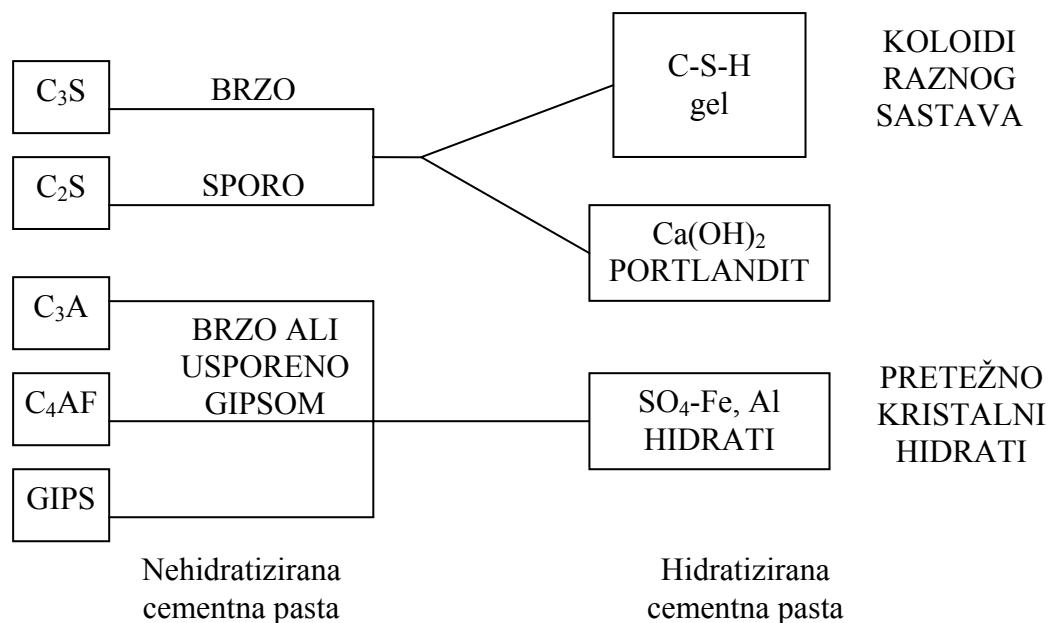 C₃S
BRZO
C-S-H
gel
KOLOIDI
RAZNOG
SASTAVA
C₂S
SPORO
Ca(OH)₂
PORTLANDIT
C₃A
BRZO ALI
USPORENO
GIPSOM
C₄AF
SO₄-Fe, Al
HIDRATI
PRETEŽNO
KRISTALNI
HIDRATI
GIPS
Nehidratizirana
cementna pasta
Hidratizirana
cementna pasta